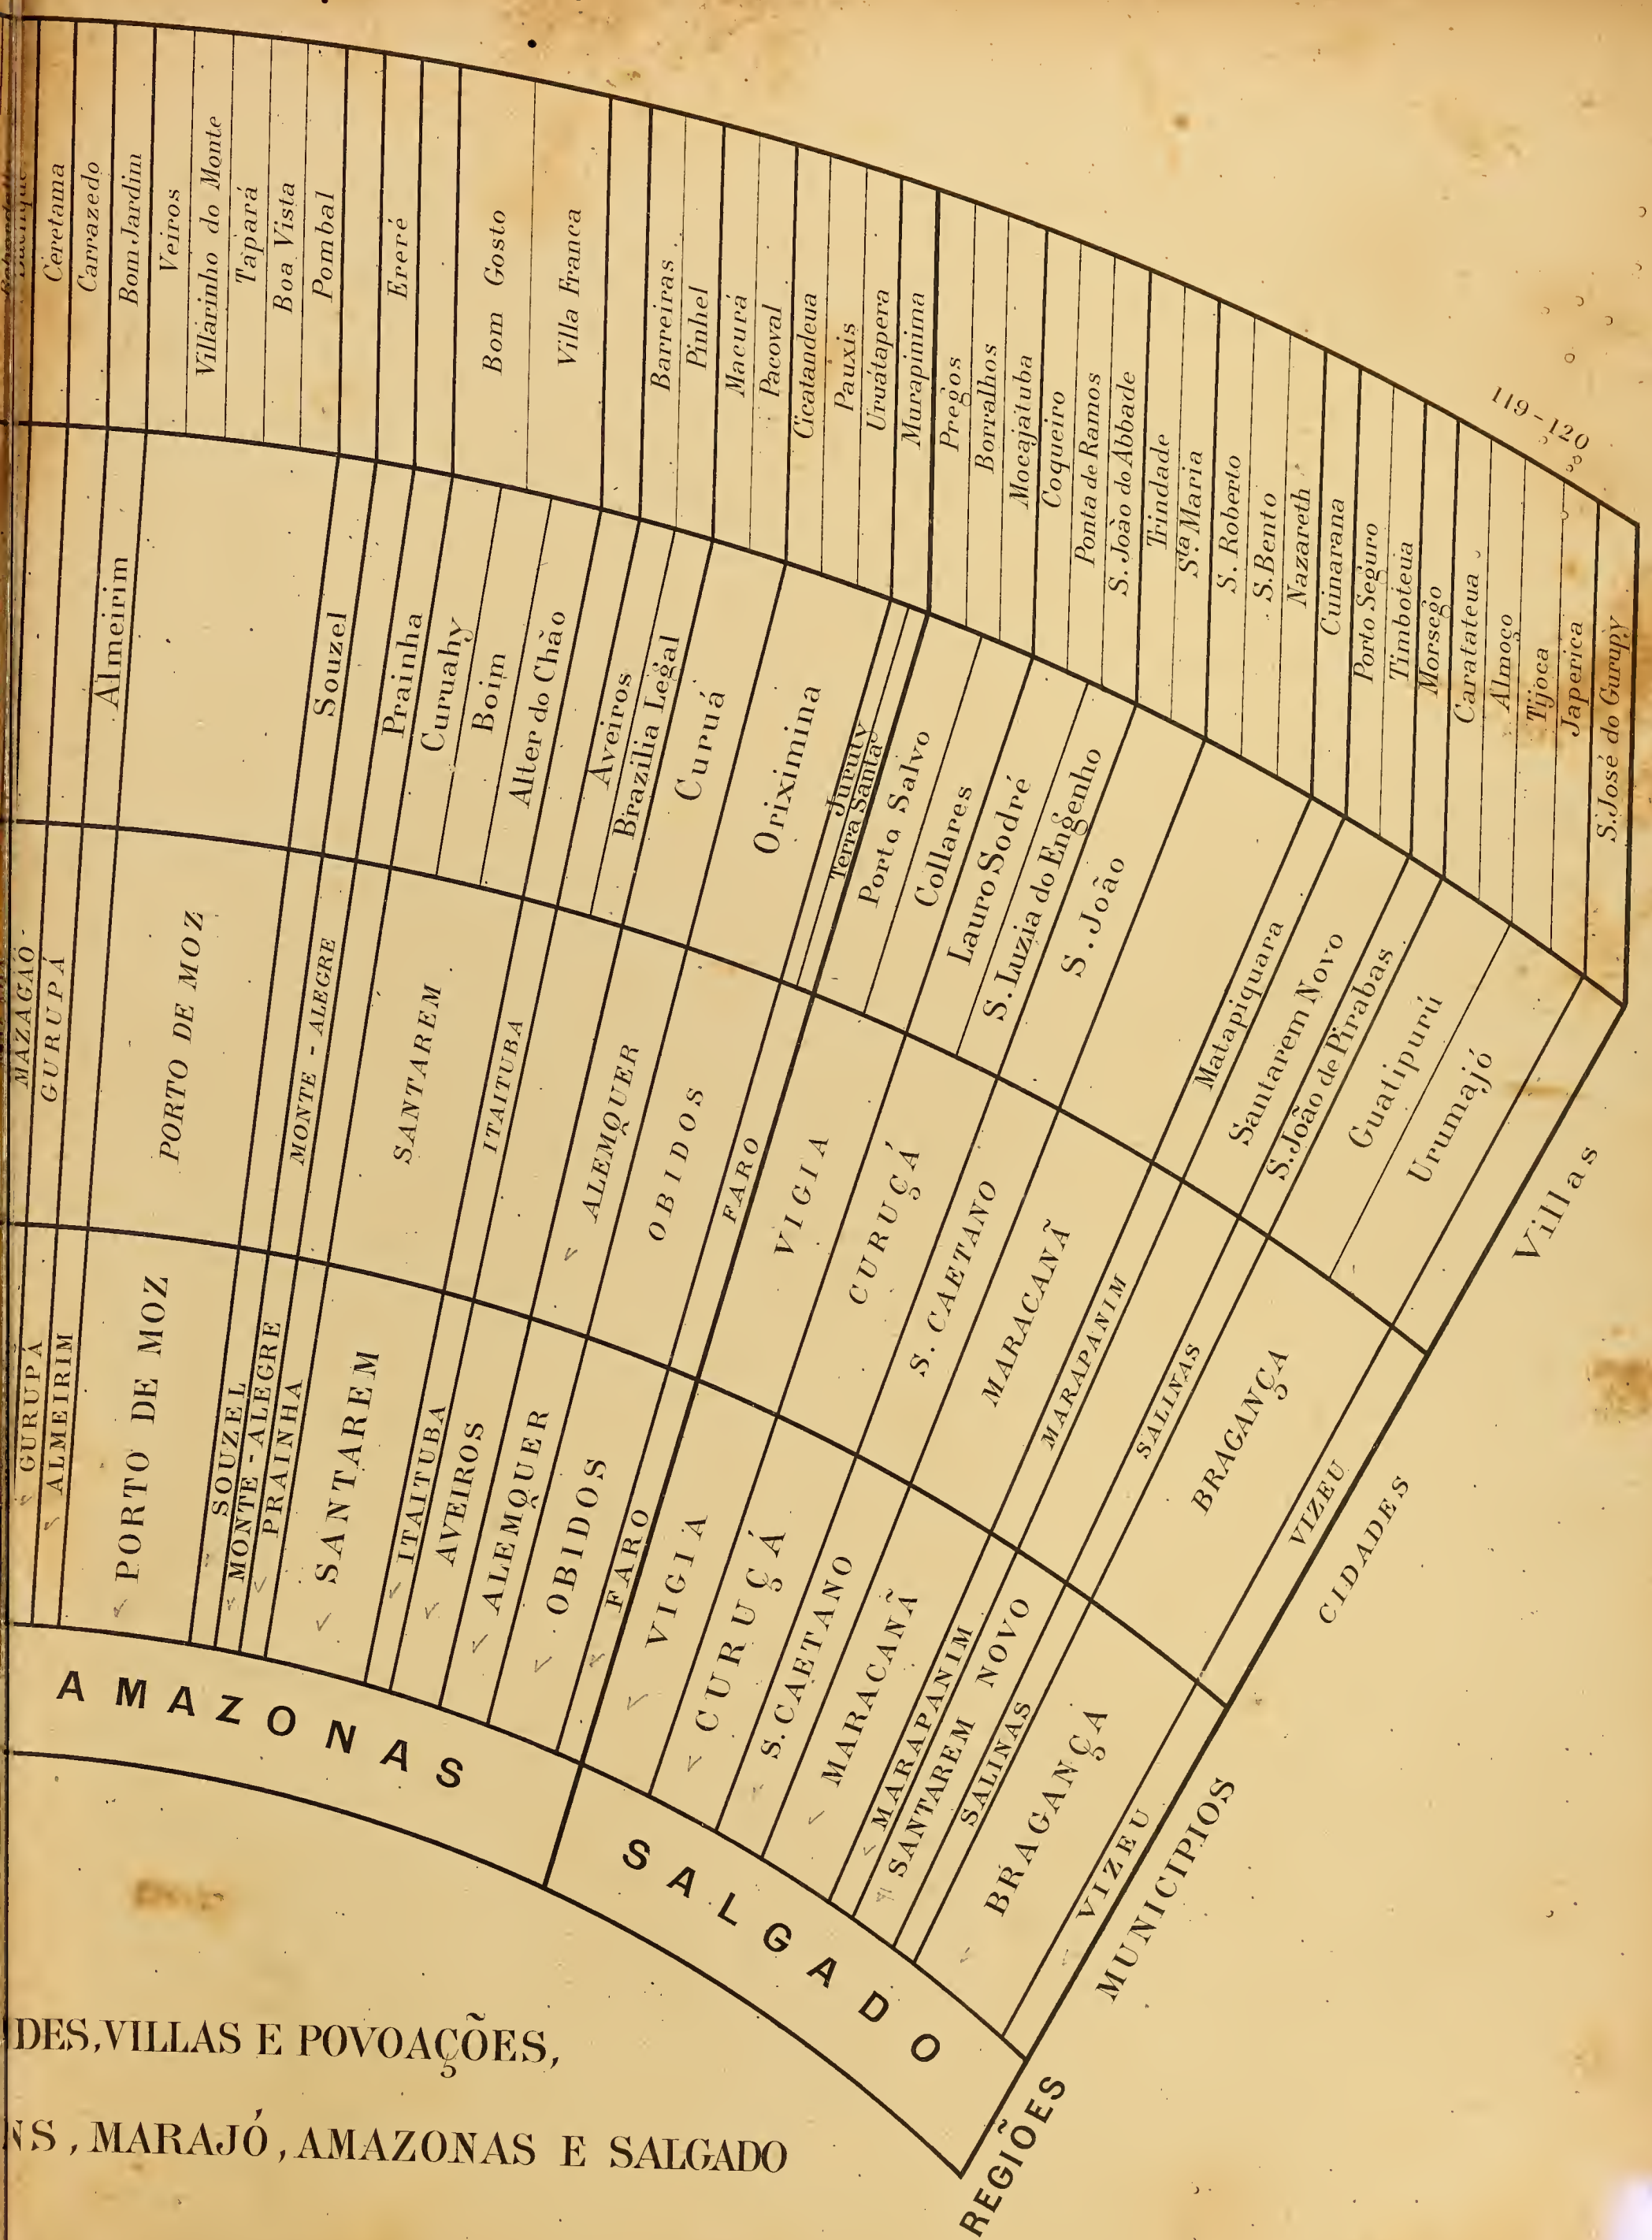 Ceretama
Carrazedo
Bom Jardim
Veiros
Villarinho do Monte
Tapará
Boa Vista
Pombal
Ereré
Bom Gosto
Villa Franca
Barreiras
Pinhel
Macurá
Pacoval
Cicatandeua
Pauxis
Uruátapera
Murapinima
Pregos
Borralhos
Mocajatuba
Coqueiro
Ponta de Ramos
S. João do Abbade
Trindade
Sta. Maria
S. Roberto
S. Bento
Nazareth
Cuinarana
Porto Seguro
Timboteua
Morsego
Caratateua
Almoço
Tijoca
Japerica
S. José do Gurupy
119-120
Almeirim
Souzel
Prainha
Curuahy
Boim
Alter do Chão
Aveiros
Brazilia Legal
Curuá
Oriximina
Juruty
Terra Santa
Porto Salvo
Collares
Lauro Sodré
S. Luzia do Engenho
S. João
Matapiquara
Santarem Novo
S. João de Pirabas
Guatipurú
Urumajó
Villas
MAZAGÃO
GURUPÁ
PORTO DE MOZ
MONTE - ALEGRE
SANTAREM
ITAITUBA
ALEMQUER
OBIDOS
FARO
VIGIA
CURUÇÁ
S. CAETANO
MARACANÃ
MARAPANIM
SALINAS
BRAGANÇA
VIZEU
CIDADES
GURUPÁ
ALMEIRIM
PORTO DE MOZ
SOUZEL
MONTE - ALEGRE
PRAINHA
SANTAREM
ITAITUBA
AVEIROS
ALEMQUER
OBIDOS
FARO
VIGIA
CURUÇÁ
S. CAETANO
MARACANÃ
MARAPANIM
SANTAREM NOVO
SALINAS
BRAGANÇA
VIZEU
MUNICIPIOS
AMAZONAS
SALGADO
REGIÕES
DES, VILLAS E POVOAÇÕES,
NS, MARAJÓ, AMAZONAS E SALGADO